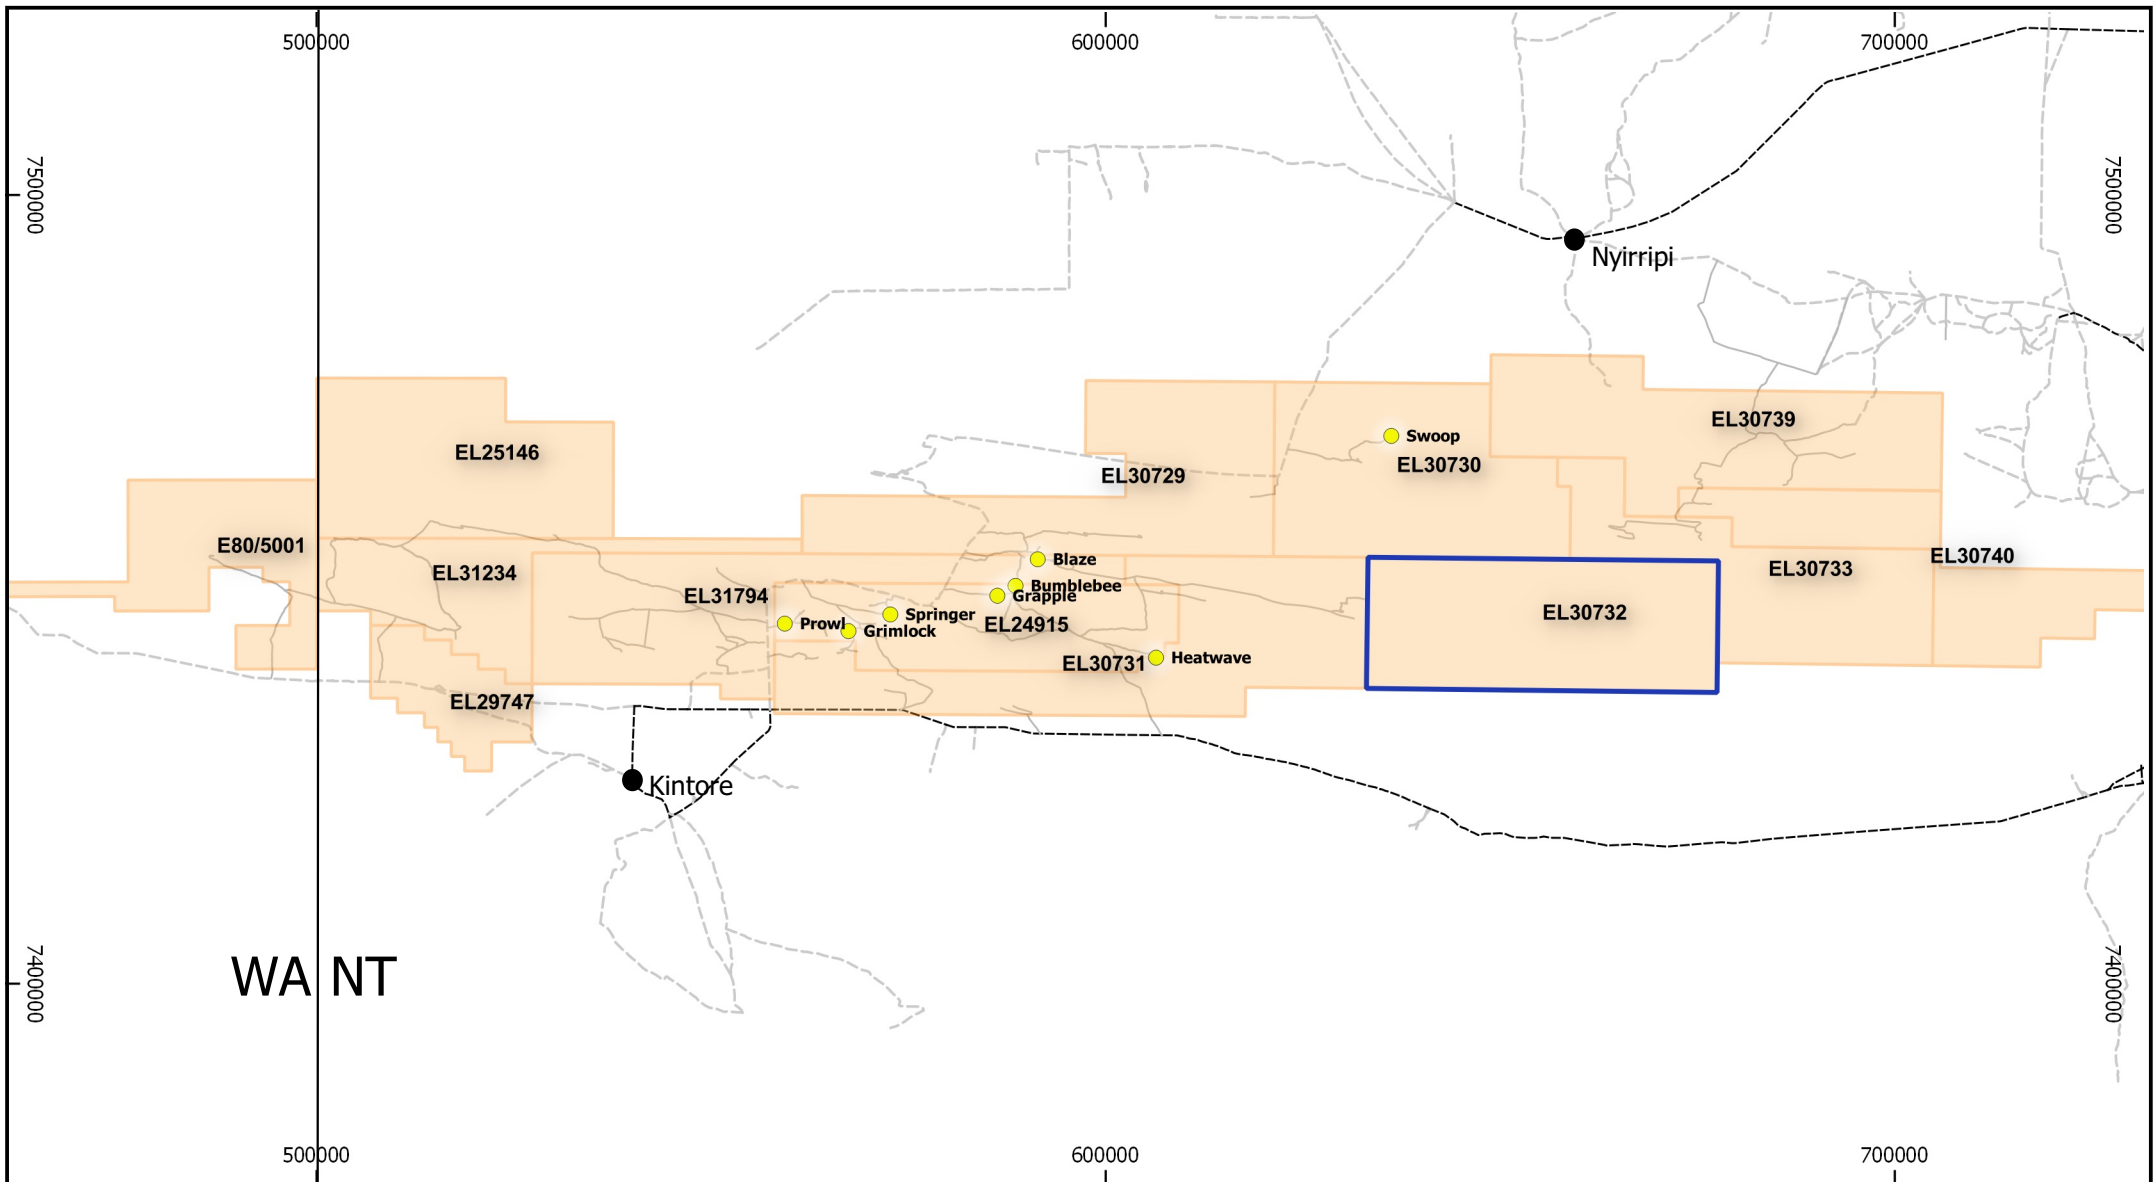 500000 600000 700000
7500000 7500000
Nyirripi
EL30739
Swoop
EL25146 EL30730
EL30729
E80/5001 Blaze EL30740
EL31234 EL30733
Bumblebee
EL31794 Grapple
Springer EL30732
Prowl EL24915
Grimlock
EL30731 Heatwave
EL29747
Kintore
WA NT
7400000 7400000
500000 600000 700000